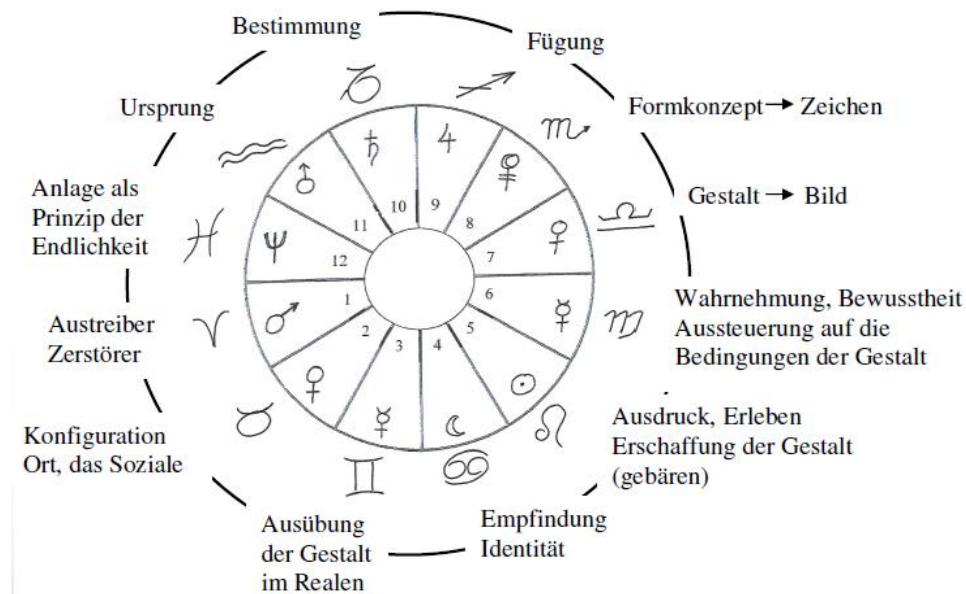 Bestimmung
Fügung
Ursprung
Formkonzept → Zeichen
Anlage als
Prinzip der
Endlichkeit
Gestalt → Bild
Austreiber
Zerstörer
Wahrnehmung, Bewusstheit
Aussteuerung auf die
Bedingungen der Gestalt
Konfiguration
Ort, das Soziale
Ausdruck, Erleben
Erschaffung der Gestalt
(gebären)
Ausübung
der Gestalt
im Realen
Empfindung
Identität
♑ ♐ ♏ ♎ ♍ ♌ ♋ ♊ ♉ ♈ ♓ ♒
♄ ♃ ♀ ☿ ☉ ☾ ☿ ♀ ♂ ♆
10 9 8 7 6 5 4 3 2 1 12 11